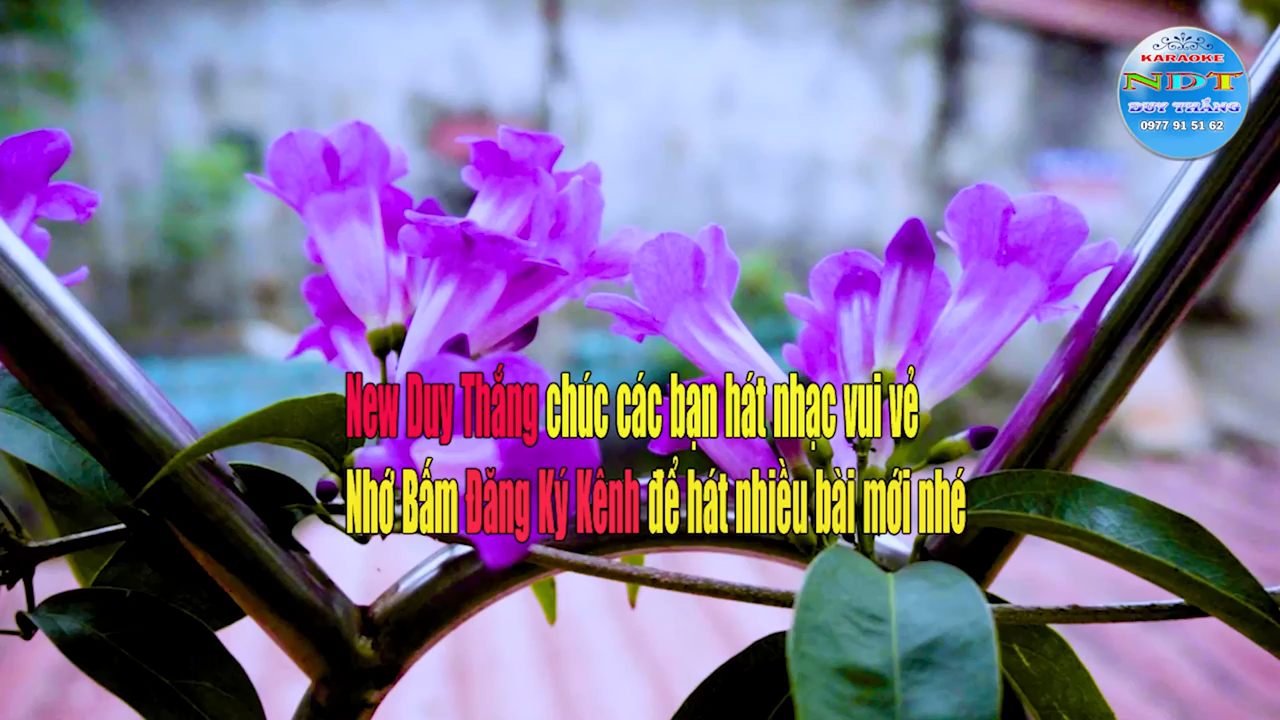 KARAOKE
NDT
DUY THẮNG
0977 91 51 62
New Duy Thắng chúc các bạn hát nhạc vui vẻ
Nhớ Bấm Đăng Ký Kênh để hát nhiều bài mới nhé